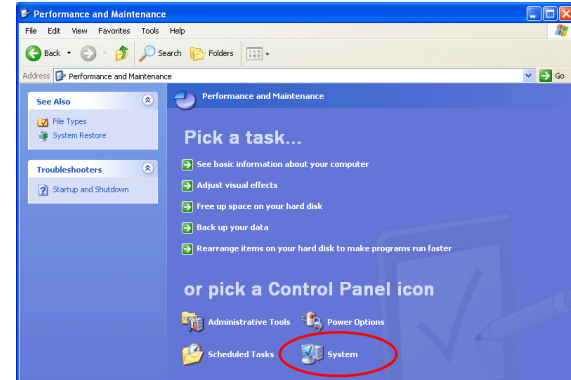 Performance and Maintenance
File Edit View Favorites Tools Help
Back Search Folders
Address Performance and Maintenance Go
See Also
File Types
System Restore
Troubleshooters
Startup and Shutdown
Performance and Maintenance
Pick a task...
See basic information about your computer
Adjust visual effects
Free up space on your hard disk
Back up your data
Rearrange items on your hard disk to make programs run faster
or pick a Control Panel icon
Administrative Tools Power Options
Scheduled Tasks System